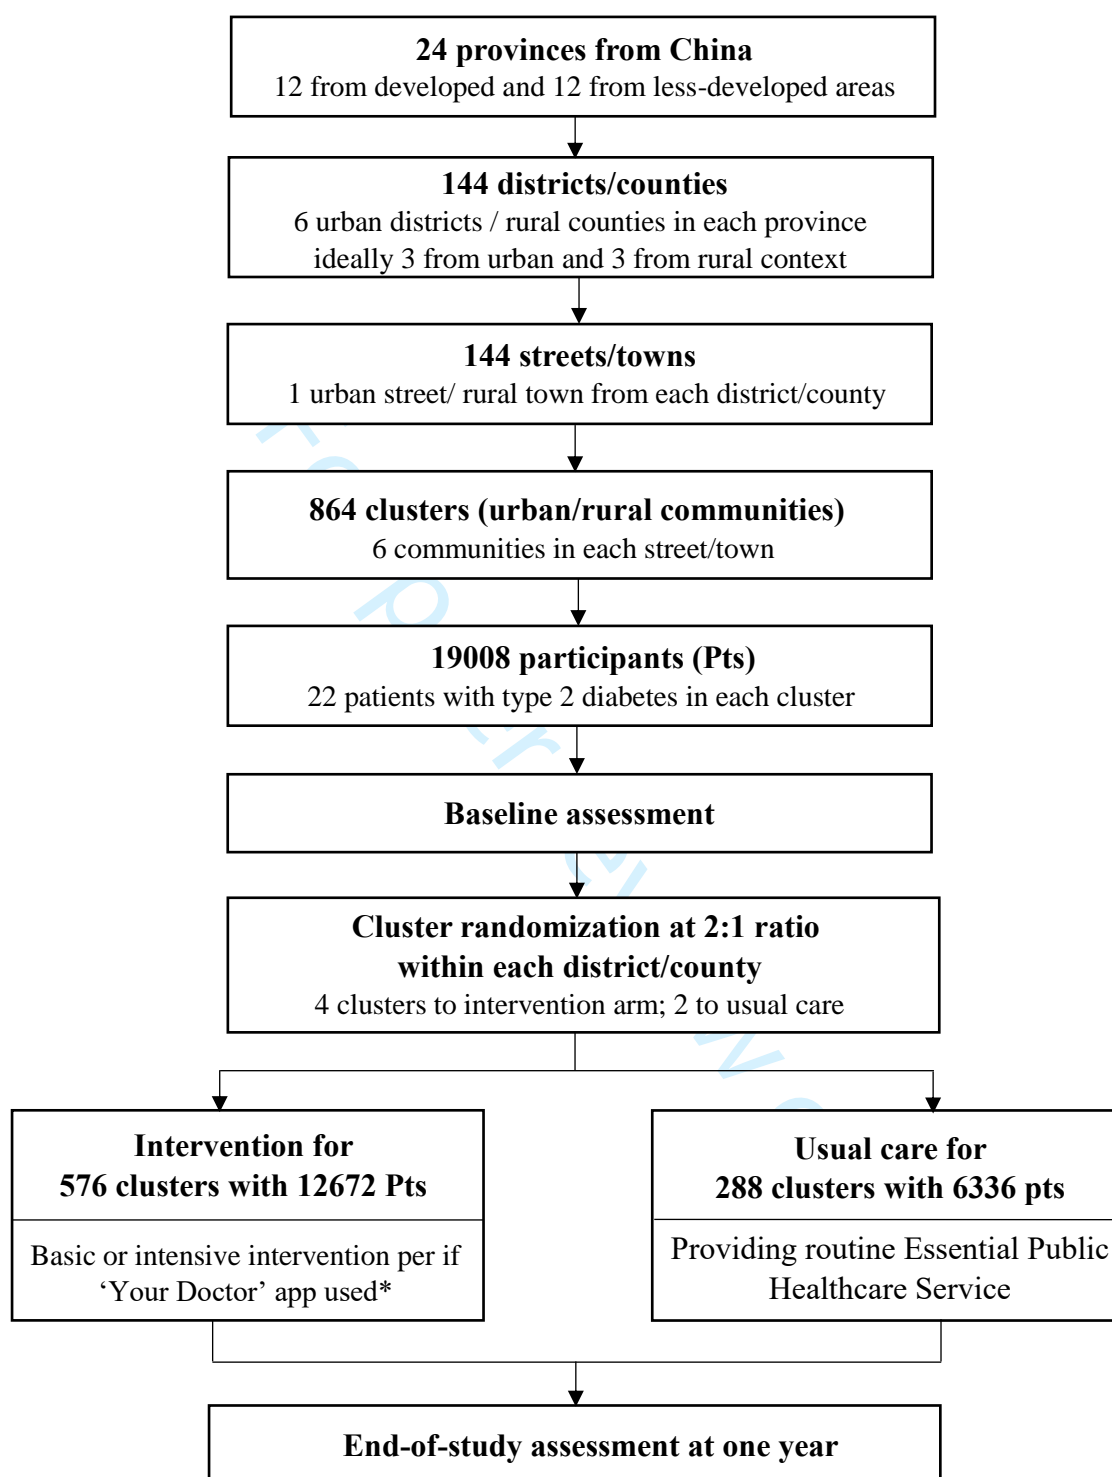 24 provinces from China
12 from developed and 12 from less-developed areas
144 districts/counties
6 urban districts / rural counties in each province
ideally 3 from urban and 3 from rural context
144 streets/towns
1 urban street/ rural town from each district/county
864 clusters (urban/rural communities)
6 communities in each street/town
19008 participants (Pts)
22 patients with type 2 diabetes in each cluster
Baseline assessment
Cluster randomization at 2:1 ratio
within each district/county
4 clusters to intervention arm; 2 to usual care
Intervention for
576 clusters with 12672 Pts
Basic or intensive intervention per if
‘Your Doctor’ app used*
Usual care for
288 clusters with 6336 pts
Providing routine Essential Public
Healthcare Service
End-of-study assessment at one year